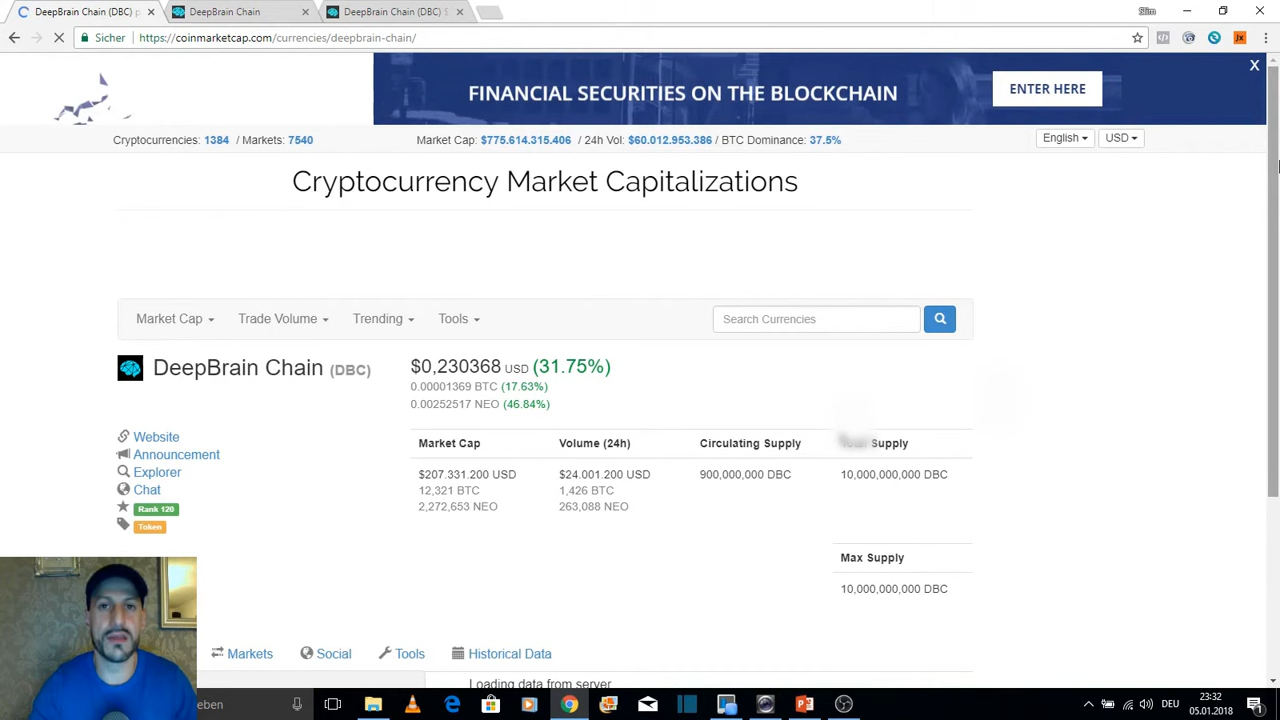 DeepBrain Chain (DBC) p
DeepBrain Chain
DeepBrain Chain (DBC) S
Slim
Sicher
https://coinmarketcap.com/currencies/deepbrain-chain/
FINANCIAL SECURITIES ON THE BLOCKCHAIN
ENTER HERE
X
Cryptocurrencies: 1384 / Markets: 7540
Market Cap: $775.614.315.406 / 24h Vol: $60.012.953.386 / BTC Dominance: 37.5%
English
USD
Cryptocurrency Market Capitalizations
Market Cap
Trade Volume
Trending
Tools
Search Currencies
DeepBrain Chain (DBC)
$0,230368 USD (31.75%)
0.00001369 BTC (17.63%)
0.00252517 NEO (46.84%)
Website
Announcement
Explorer
Chat
Rank 120
Token
Market Cap
$207.331.200 USD
12,321 BTC
2,272,653 NEO
Volume (24h)
$24.001.200 USD
1,426 BTC
263,088 NEO
Circulating Supply
900,000,000 DBC
Total Supply
10,000,000,000 DBC
Max Supply
10,000,000,000 DBC
Markets
Social
Tools
Historical Data
Loading data from server
eben
DEU
23:32
05.01.2018